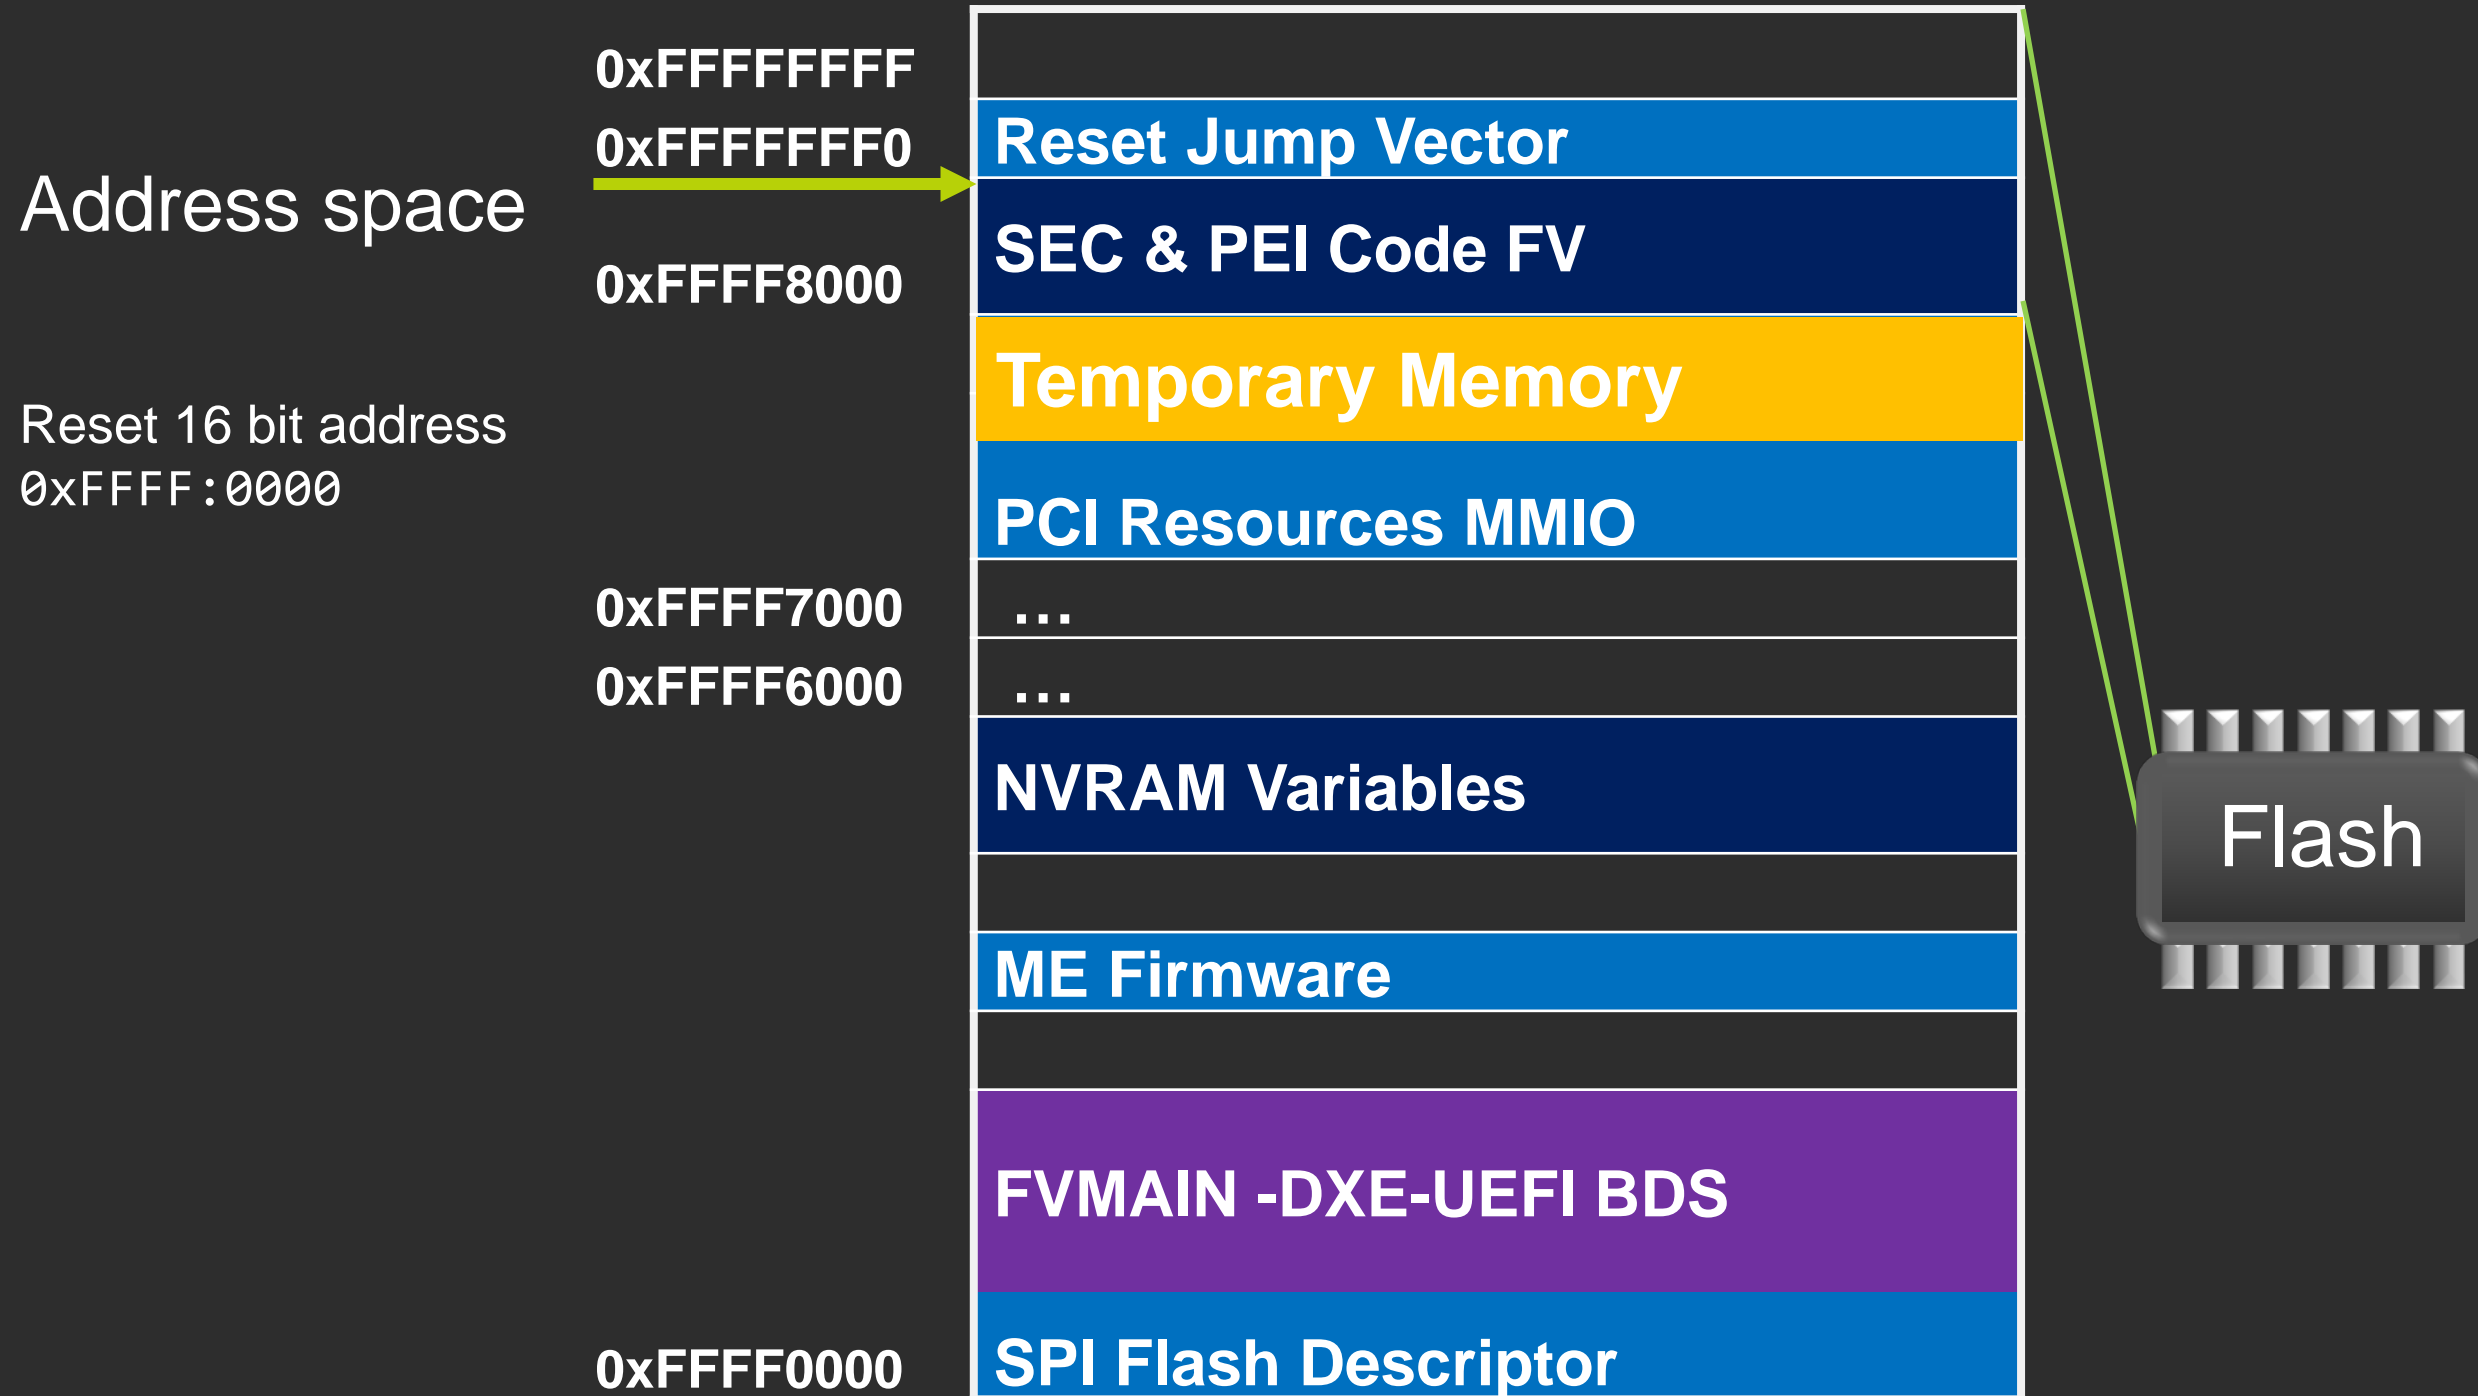 Address space
Reset 16 bit address
0xFFFF:0000
0xFFFFFFFF
0xFFFFFFF0
Reset Jump Vector
SEC & PEI Code FV
0xFFFF8000
Temporary Memory
PCI Resources MMIO
0xFFFF7000
...
0xFFFF6000
...
NVRAM Variables
ME Firmware
FVMAIN -DXE-UEFI BDS
0xFFFF0000
SPI Flash Descriptor
Flash